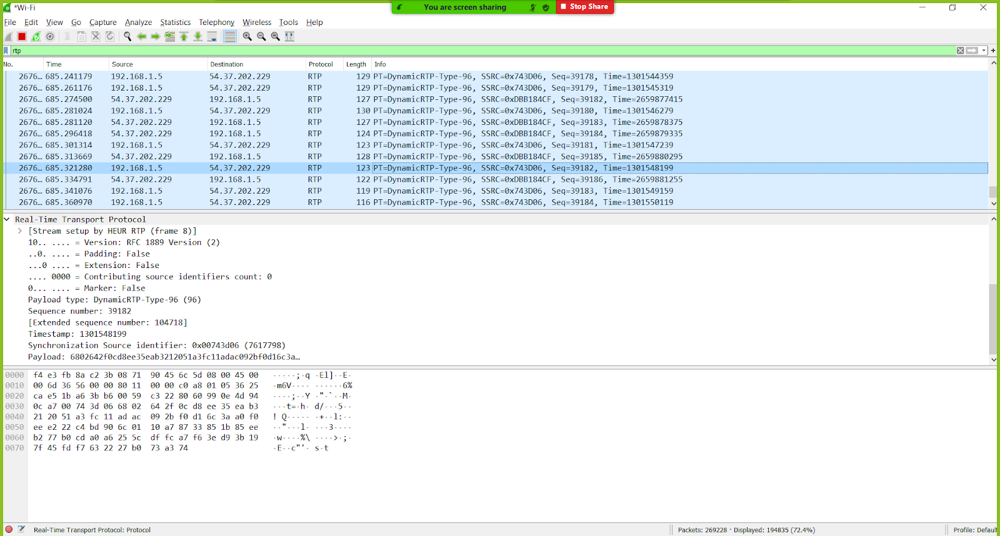 *Wi-Fi
You are screen sharing
Stop Share
File Edit View Go Capture Analyze Statistics Telephony Wireless Tools Help
rtp
No. Time Source Destination Protocol Length Info
2676… 685.241179 192.168.1.5 54.37.202.229 RTP 129 PT=DynamicRTP-Type-96, SSRC=0x743D06, Seq=39178, Time=1301544359
2676… 685.261176 192.168.1.5 54.37.202.229 RTP 129 PT=DynamicRTP-Type-96, SSRC=0x743D06, Seq=39179, Time=1301545319
2676… 685.274500 54.37.202.229 192.168.1.5 RTP 127 PT=DynamicRTP-Type-96, SSRC=0xDBB184CF, Seq=39182, Time=2659877415
2676… 685.281024 192.168.1.5 54.37.202.229 RTP 130 PT=DynamicRTP-Type-96, SSRC=0x743D06, Seq=39180, Time=1301546279
2676… 685.281120 54.37.202.229 192.168.1.5 RTP 127 PT=DynamicRTP-Type-96, SSRC=0xDBB184CF, Seq=39183, Time=2659878375
2676… 685.296418 54.37.202.229 192.168.1.5 RTP 124 PT=DynamicRTP-Type-96, SSRC=0xDBB184CF, Seq=39184, Time=2659879335
2676… 685.301314 192.168.1.5 54.37.202.229 RTP 123 PT=DynamicRTP-Type-96, SSRC=0x743D06, Seq=39181, Time=1301547239
2676… 685.313669 54.37.202.229 192.168.1.5 RTP 128 PT=DynamicRTP-Type-96, SSRC=0xDBB184CF, Seq=39185, Time=2659880295
2676… 685.321280 192.168.1.5 54.37.202.229 RTP 123 PT=DynamicRTP-Type-96, SSRC=0x743D06, Seq=39182, Time=1301548199
2676… 685.334791 54.37.202.229 192.168.1.5 RTP 122 PT=DynamicRTP-Type-96, SSRC=0xDBB184CF, Seq=39186, Time=2659881255
2676… 685.341076 192.168.1.5 54.37.202.229 RTP 119 PT=DynamicRTP-Type-96, SSRC=0x743D06, Seq=39183, Time=1301549159
2676… 685.360970 192.168.1.5 54.37.202.229 RTP 116 PT=DynamicRTP-Type-96, SSRC=0x743D06, Seq=39184, Time=1301550119
Real-Time Transport Protocol
[Stream setup by HEUR RTP (frame 8)]
10.. .... = Version: RFC 1889 Version (2)
..0. .... = Padding: False
...0 .... = Extension: False
.... 0000 = Contributing source identifiers count: 0
0... .... = Marker: False
Payload type: DynamicRTP-Type-96 (96)
Sequence number: 39182
[Extended sequence number: 104718]
Timestamp: 1301548199
Synchronization Source identifier: 0x00743d06 (7617798)
Payload: 6802642f0cd8ee35eab3212051a3fc11adac092bf0d16c3a…
0000 f4 e3 fb 8a c2 3b 08 71 90 45 6c 5d 08 00 45 00 ·····;·q ·El]··E·
0010 00 6d 36 56 00 00 80 11 00 00 c0 a8 01 05 36 25 ·m6V···· ······6%
0020 ca e5 1b a6 3b b6 00 59 c3 22 80 60 99 0e 4d 94 ····;··Y ·"·`··M·
0030 0c a7 00 74 3d 06 68 02 64 2f 0c d8 ee 35 ea b3 ···t=·h· d/···5··
0040 21 20 51 a3 fc 11 ad ac 09 2b f0 d1 6c 3a a0 f0 ! Q····· ·+··l:··
0050 ee e2 22 c4 bd 90 6c 01 10 a7 87 33 85 1b 85 ee ··"···l· ···3····
0060 b2 77 b0 cd a0 a6 25 5c df fc a7 f6 3e d9 3b 19 ·w····%\ ····>·;·
0070 7f 45 fd f7 63 22 27 b0 73 a3 74 ·E··c"'· s·t
Real-Time Transport Protocol: Protocol
Packets: 269228 · Displayed: 194835 (72.4%)
Profile: Default